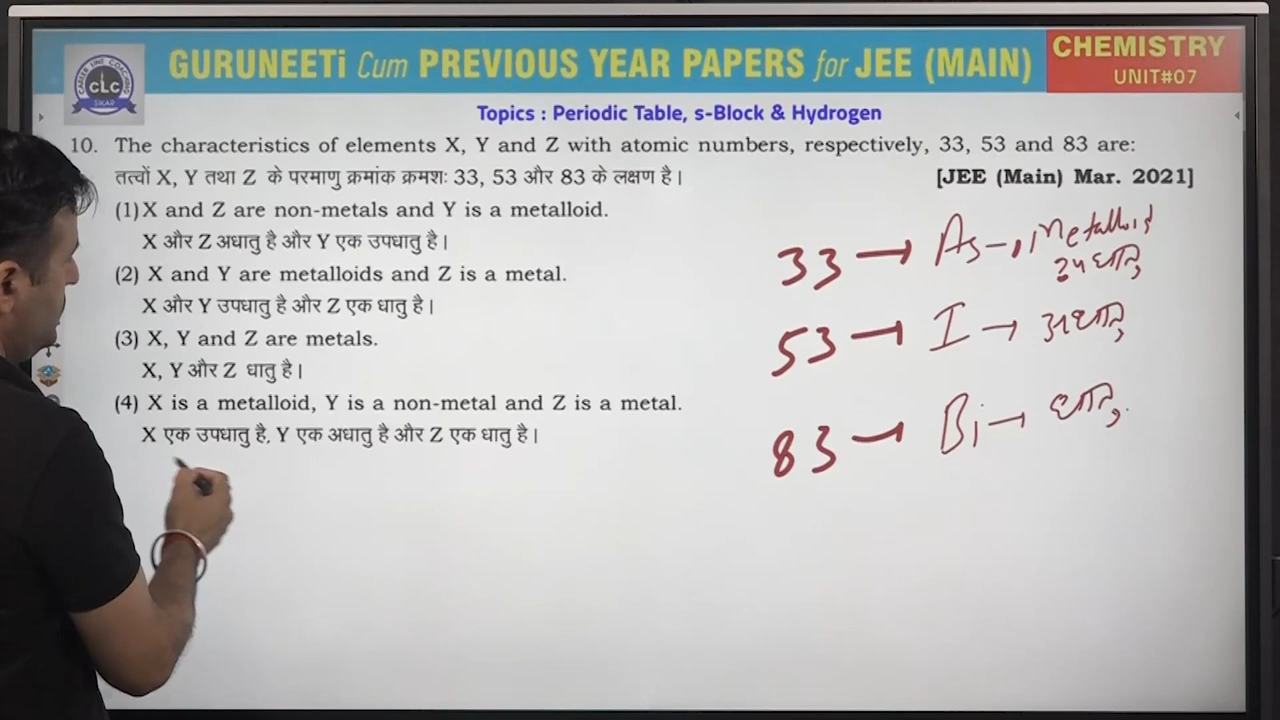 GURUNEETi Cum PREVIOUS YEAR PAPERS for JEE (MAIN)
CHEMISTRY
UNIT#07
CAREER LINE COACHING
CLC
SIKAR
Topics : Periodic Table, s-Block & Hydrogen
10. The characteristics of elements X, Y and Z with atomic numbers, respectively, 33, 53 and 83 are:
तत्वों X, Y तथा Z के परमाणु क्रमांक क्रमशः 33, 53 और 83 के लक्षण है।
[JEE (Main) Mar. 2021]
(1) X and Z are non-metals and Y is a metalloid.
X और Z अधातु है और Y एक उपधातु है।
(2) X and Y are metalloids and Z is a metal.
X और Y उपधातु है और Z एक धातु है।
(3) X, Y and Z are metals.
X, Y और Z धातु है।
(4) X is a metalloid, Y is a non-metal and Z is a metal.
X एक उपधातु है, Y एक अधातु है और Z एक धातु है।
33 → As → Metalloid
उपधातु
53 → I → अधातु
83 → Bi → धातु